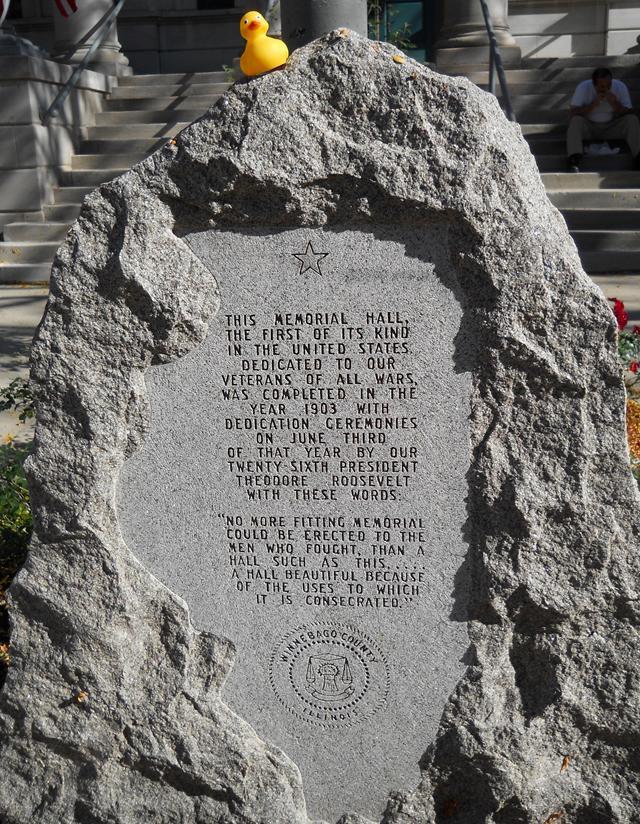 THIS MEMORIAL HALL,
THE FIRST OF ITS KIND
IN THE UNITED STATES
DEDICATED TO OUR
VETERANS OF ALL WARS,
WAS COMPLETED IN THE
YEAR 1903 WITH
DEDICATION CEREMONIES
ON JUNE THIRD
OF THAT YEAR BY OUR
TWENTY-SIXTH PRESIDENT
THEODORE ROOSEVELT
WITH THESE WORDS:
"NO MORE FITTING MEMORIAL
COULD BE ERECTED TO THE
MEN WHO FOUGHT, THAN A
HALL SUCH AS THIS.....
A HALL BEAUTIFUL BECAUSE
OF THE USES TO WHICH
IT IS CONSECRATED."
WINNEBAGO COUNTY
ILLINOIS